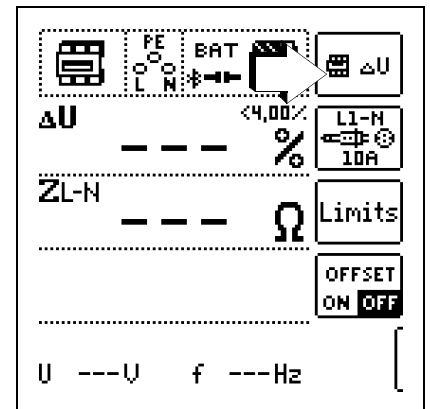 PE
L N
BAT
ΔU
ΔU
<4,00%
--- %
L1-N
10A
ZL-N
--- Ω
Limits
OFFSET
ON OFF
U ---V f ---Hz